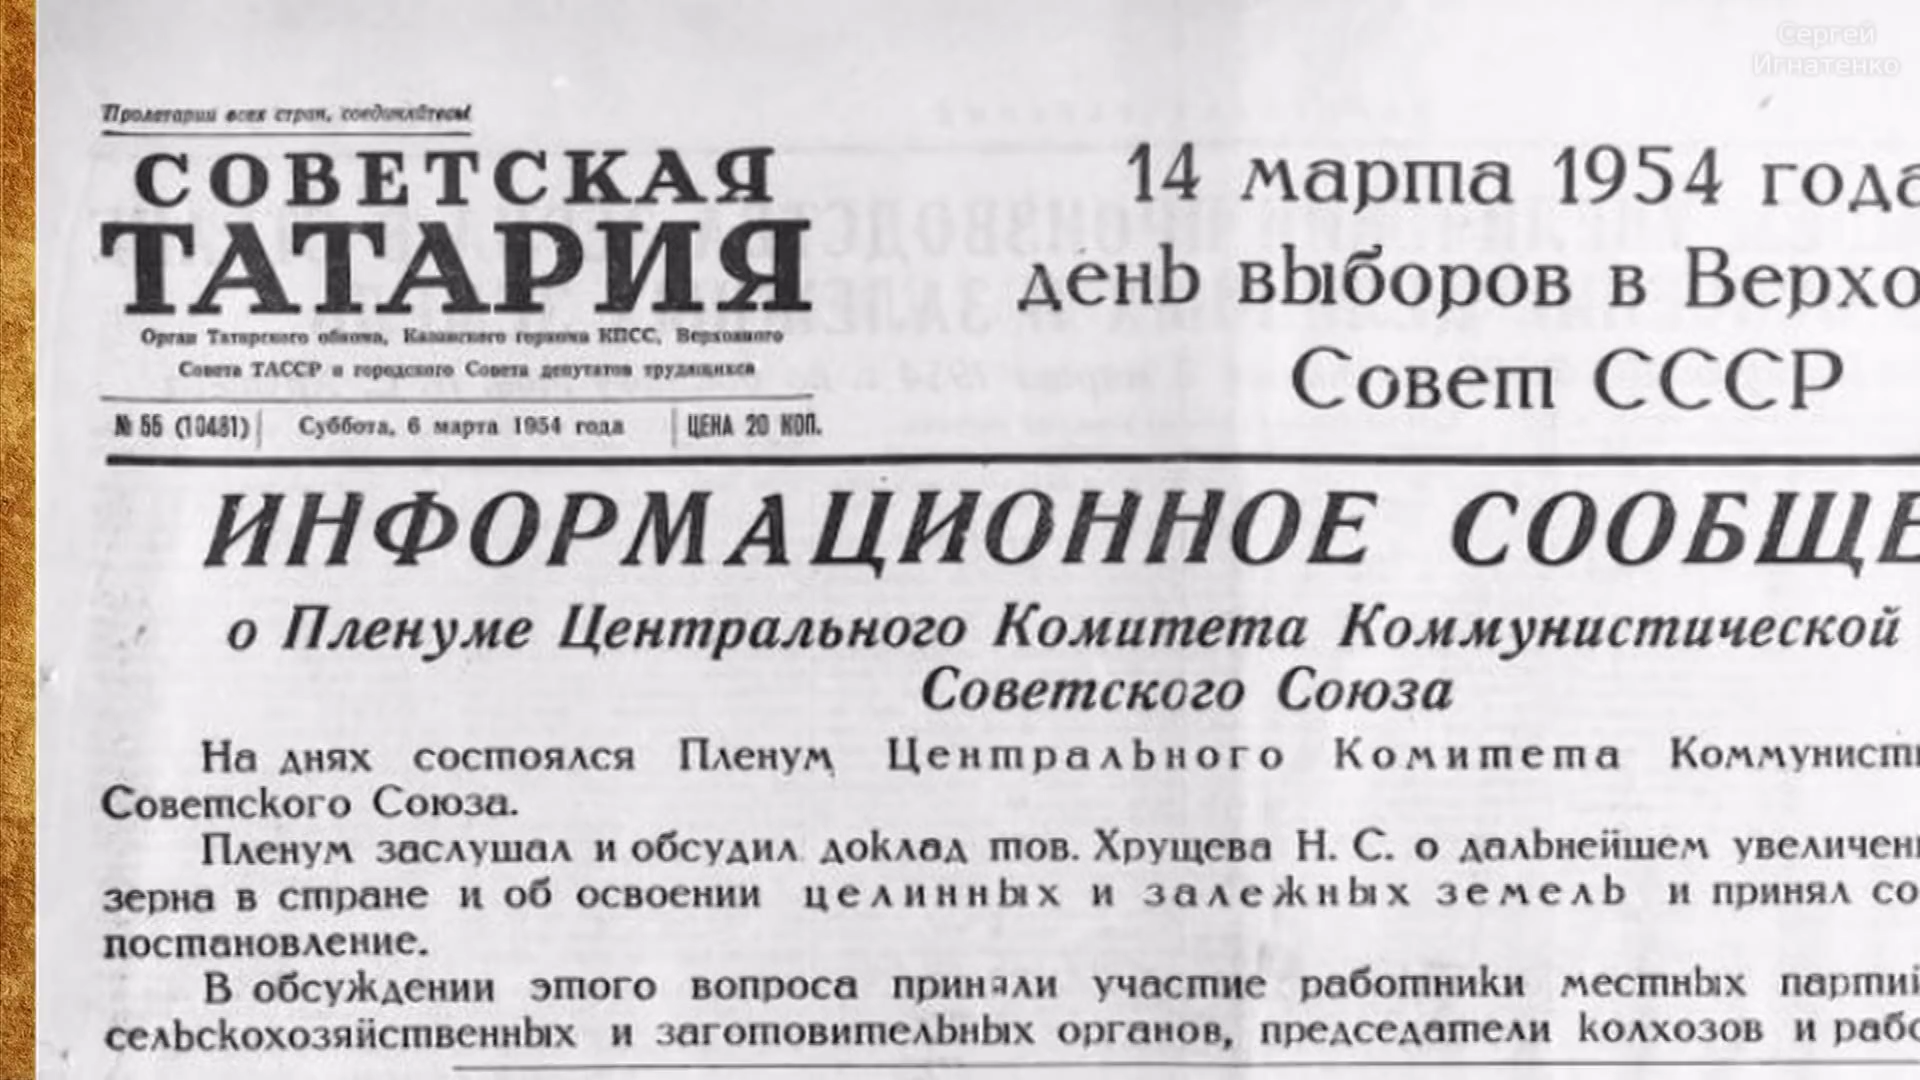 Сергей
Игнатенко
Пролетарии всех стран, соединяйтесь!
СОВЕТСКАЯ
ТАТАРИЯ
Орган Татарского обкома, Казанского горкома КПСС, Верховного
Совета ТАССР и городского Совета депутатов трудящихся
№ 55 (10481) Суббота, 6 марта 1954 года ЦЕНА 20 КОП.
14 марта 1954 года
день выборов в Верхо
Совет СССР
ИНФОРМАЦИОННОЕ СООБЩЕ
о Пленуме Центрального Комитета Коммунистической
Советского Союза
На днях состоялся Пленум Центрального Комитета Коммунисти
Советского Союза.
Пленум заслушал и обсудил доклад тов. Хрущева Н. С. о дальнейшем увеличени
зерна в стране и об освоении целинных и залежных земель и принял со
постановление.
В обсуждении этого вопроса приняли участие работники местных партий
сельскохозяйственных и заготовительных органов, председатели колхозов и рабо